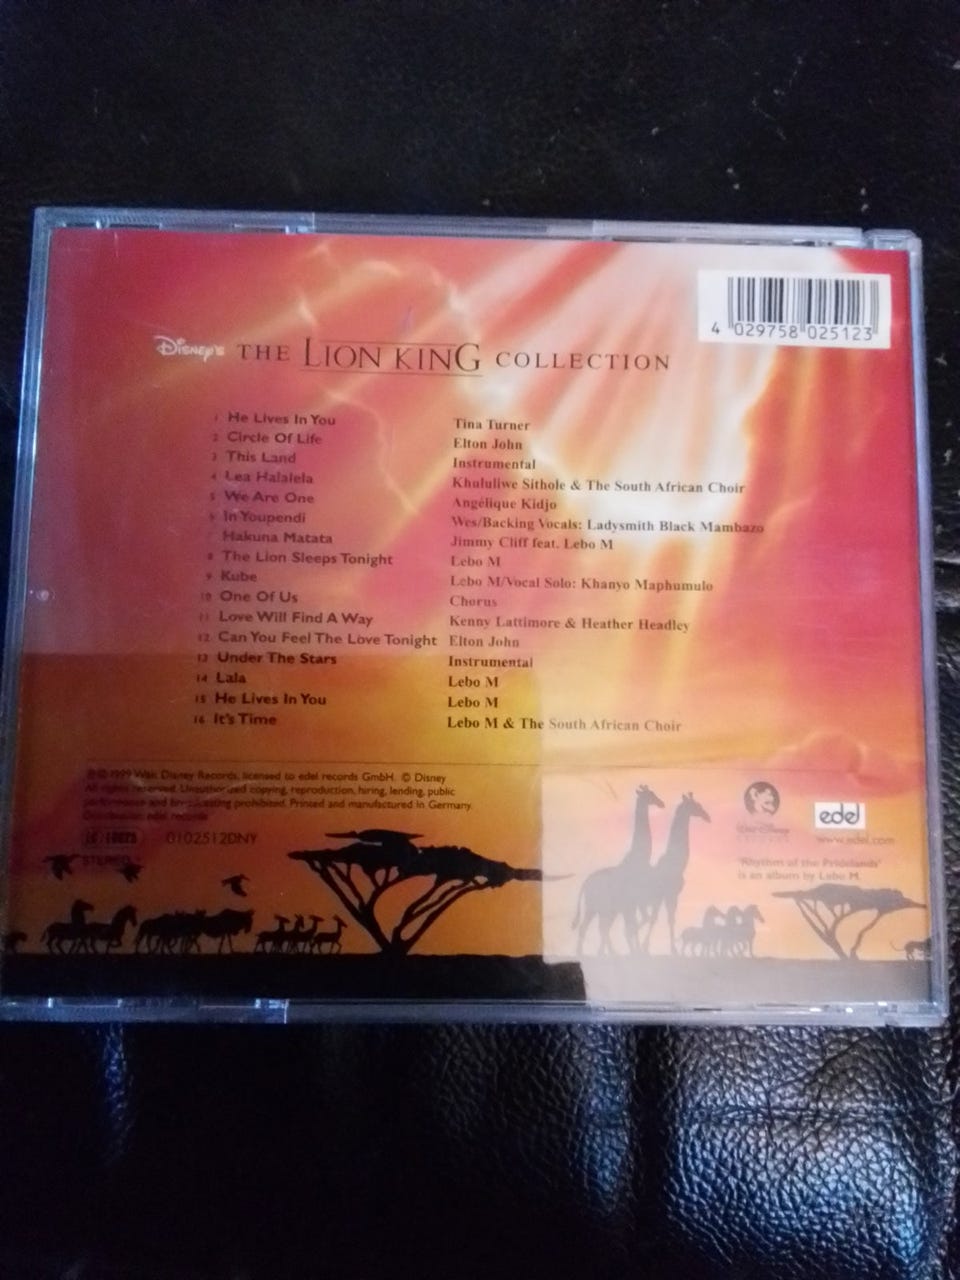 4 029758 025123
Disney's THE LION KING COLLECTION
1 He Lives In You Tina Turner
2 Circle Of Life Elton John
3 This Land Instrumental
4 Lea Halalela Khululiwe Sithole & The South African Choir
5 We Are One Angélique Kidjo
6 In Youpendi Wes/Backing Vocals: Ladysmith Black Mambazo
Hakuna Matata Jimmy Cliff feat. Lebo M
8 The Lion Sleeps Tonight Lebo M
9 Kube Lebo M/Vocal Solo: Khanyo Maphumulo
10 One Of Us Chorus
11 Love Will Find A Way Kenny Lattimore & Heather Headley
12 Can You Feel The Love Tonight Elton John
13 Under The Stars Instrumental
14 Lala Lebo M
15 He Lives In You Lebo M
16 It's Time Lebo M & The South African Choir
℗ © 1999 Walt Disney Records, licensed to edel records GmbH. © Disney
All rights reserved. Unauthorized copying, reproduction, hiring, lending, public
performance and broadcasting prohibited. Printed and manufactured in Germany.
Distribution: edel records
0102512DNY
STEREO
Walt Disney
RECORDS
edel
www.edel.com
'Rhythm of the Pridelands'
is an album by Lebo M.